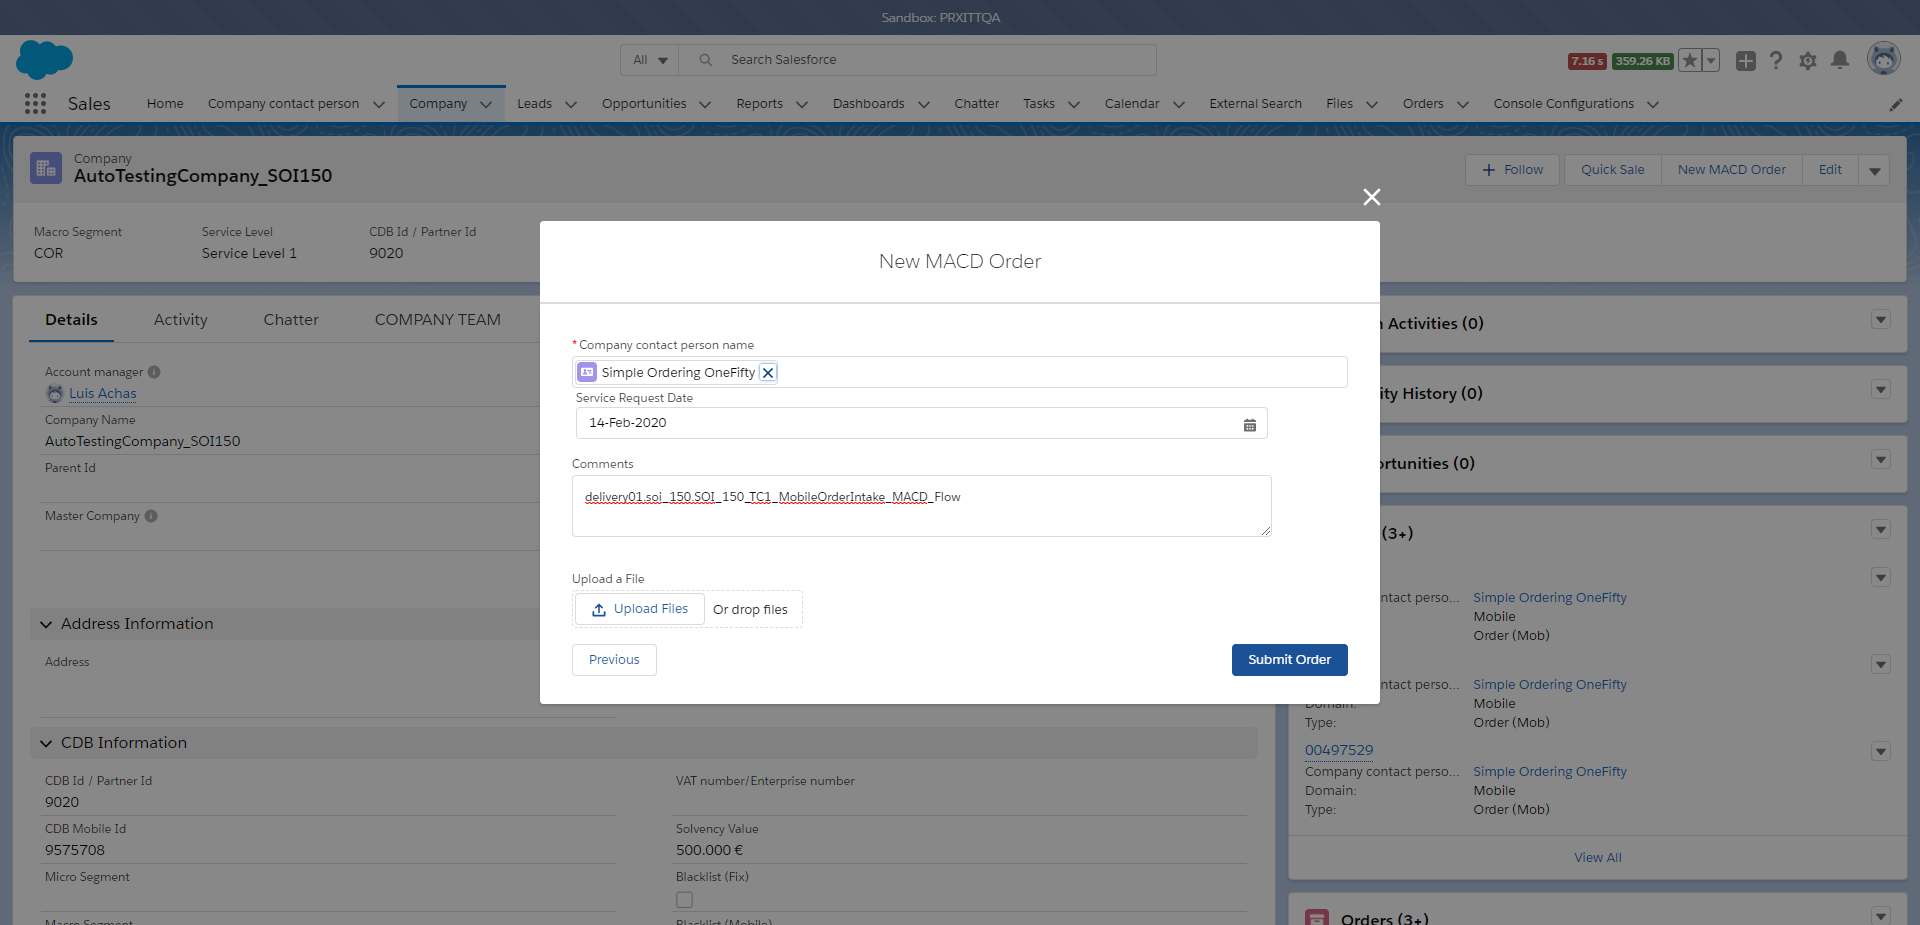 Sandbox: PRXITTQA
All
Search Salesforce
7.16 s
359.26 KB
Sales
Home
Company contact person
Company
Leads
Opportunities
Reports
Dashboards
Chatter
Tasks
Calendar
External Search
Files
Orders
Console Configurations
Company
AutoTestingCompany_SOI150
Follow
Quick Sale
New MACD Order
Edit
Macro Segment
COR
Service Level
Service Level 1
CDB Id / Partner Id
9020
Details
Activity
Chatter
COMPANY TEAM
Account manager
Luis Achas
Company Name
AutoTestingCompany_SOI150
Parent Id
Master Company
Address Information
Address
CDB Information
CDB Id / Partner Id
9020
VAT number/Enterprise number
CDB Mobile Id
9575708
Solvency Value
500.000 €
Micro Segment
Blacklist (Fix)
Macro Segment
Blacklist (Mobile)
New MACD Order
* Company contact person name
Simple Ordering OneFifty
Service Request Date
14-Feb-2020
Comments
delivery01.soi_150.SOI_150_TC1_MobileOrderIntake_MACD_Flow
Upload a File
Upload Files
Or drop files
Previous
Submit Order
Activities (0)
ity History (0)
ortunities (0)
(3+)
ntact perso...
Simple Ordering OneFifty
Mobile
Order (Mob)
ntact perso...
Simple Ordering OneFifty
Domain:
Mobile
Type:
Order (Mob)
00497529
Company contact perso...
Simple Ordering OneFifty
Domain:
Mobile
Type:
Order (Mob)
View All
Orders (3+)